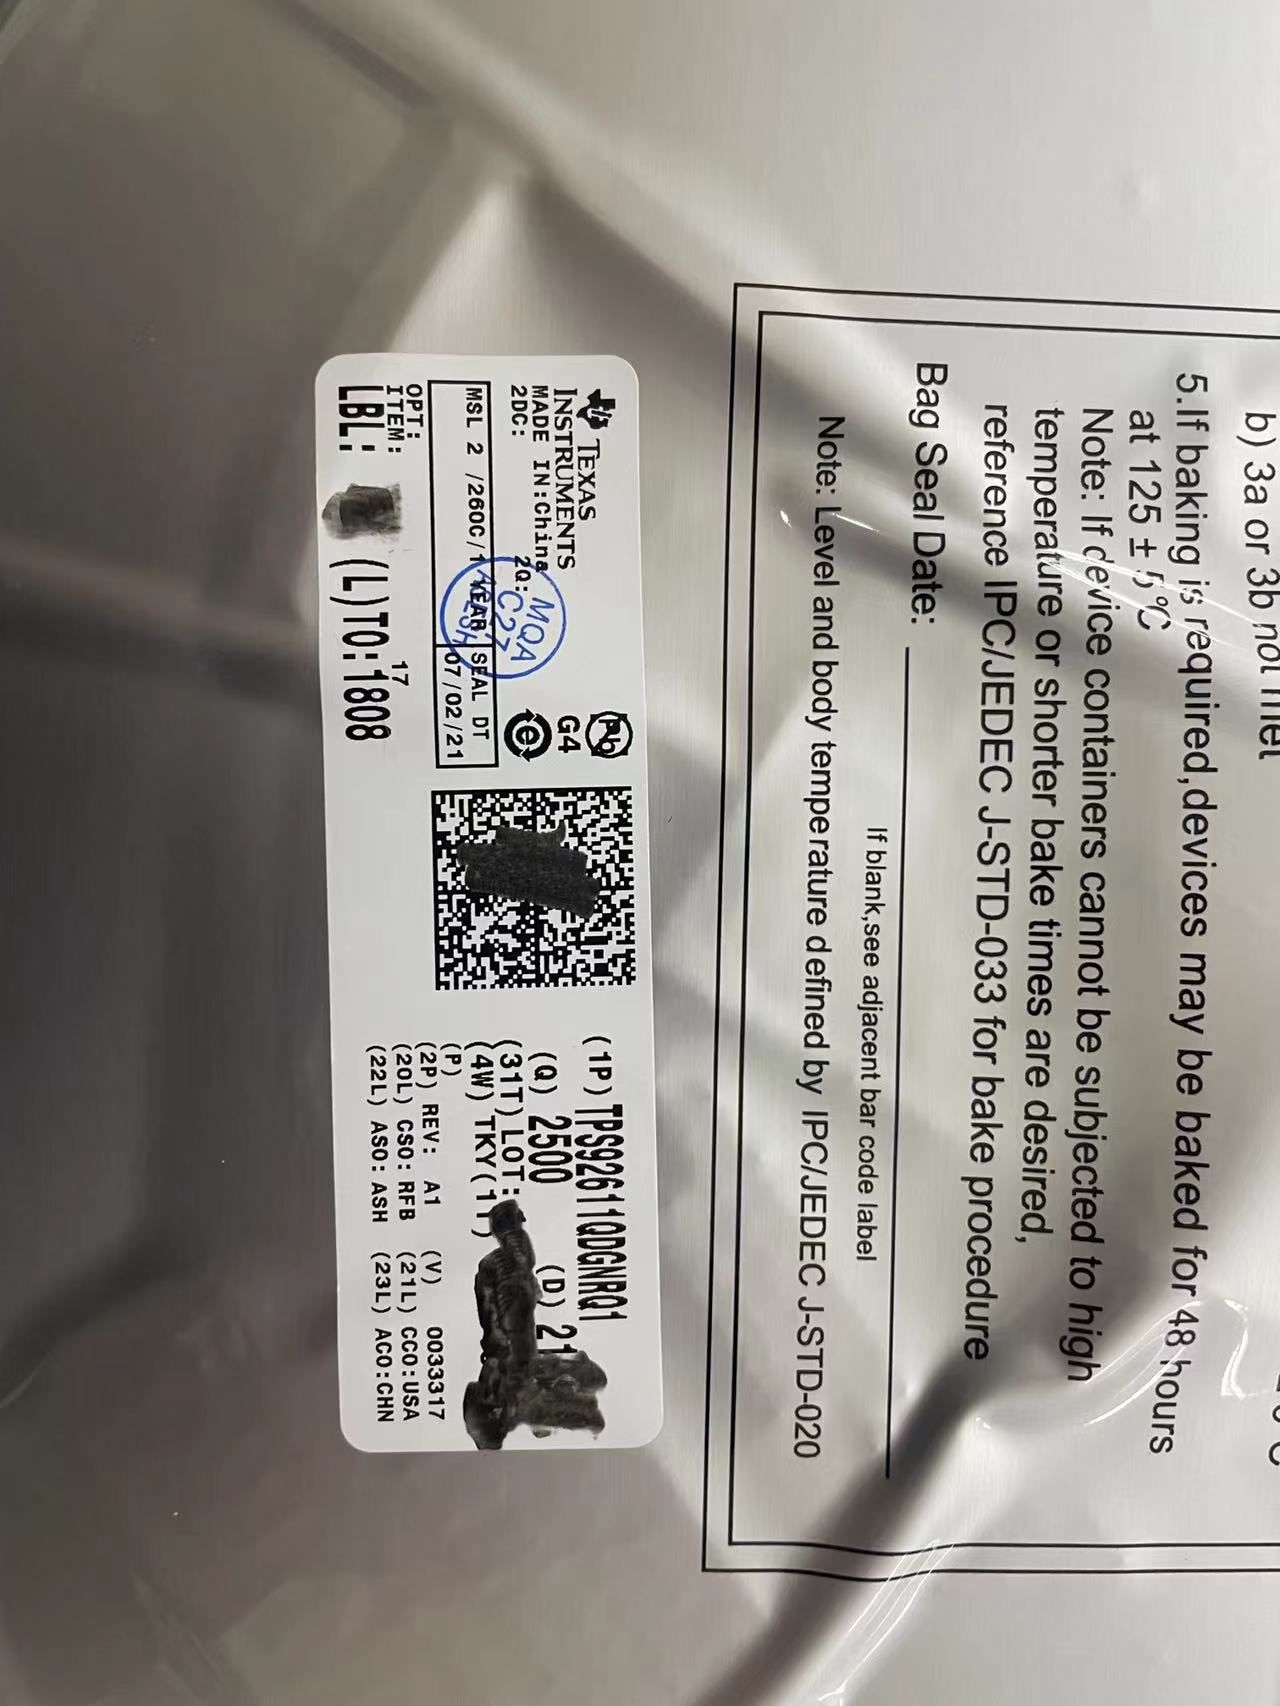 b) 3a or 3b not met
5.If baking is required,devices may be baked for 48 hours
at 125 ± 5 °C
Note: If device containers cannot be subjected to high
temperature or shorter bake times are desired,
reference IPC/JEDEC J-STD-033 for bake procedure
Bag Seal Date:
If blank,see adjacent bar code label
Note: Level and body temperature defined by IPC/JEDEC J-STD-020
TEXAS
INSTRUMENTS
MADE IN:China
2DC: 2Q:
Pb
G4
e
MQA
C27
MSL 2 /260C/1 YEAR SEAL DT
07/02/21
OPT:
ITEM: 17
LBL: (L)TO:1808
(1P) TPS92611QDGNRQ1
(Q) 2500 (D) 21
(31T) LOT:
(4W) TKY(1T)
(P)
(2P) REV: A1 (V) 0033317
(20L) CSO:RFB (21L) CCO:USA
(22L) ASO:ASH (23L) ACO:CHN